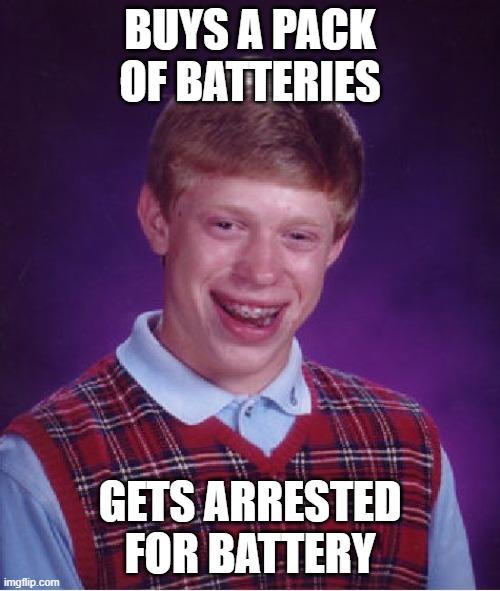 BUYS A PACK
OF BATTERIES
GETS ARRESTED
FOR BATTERY
imgflip.com